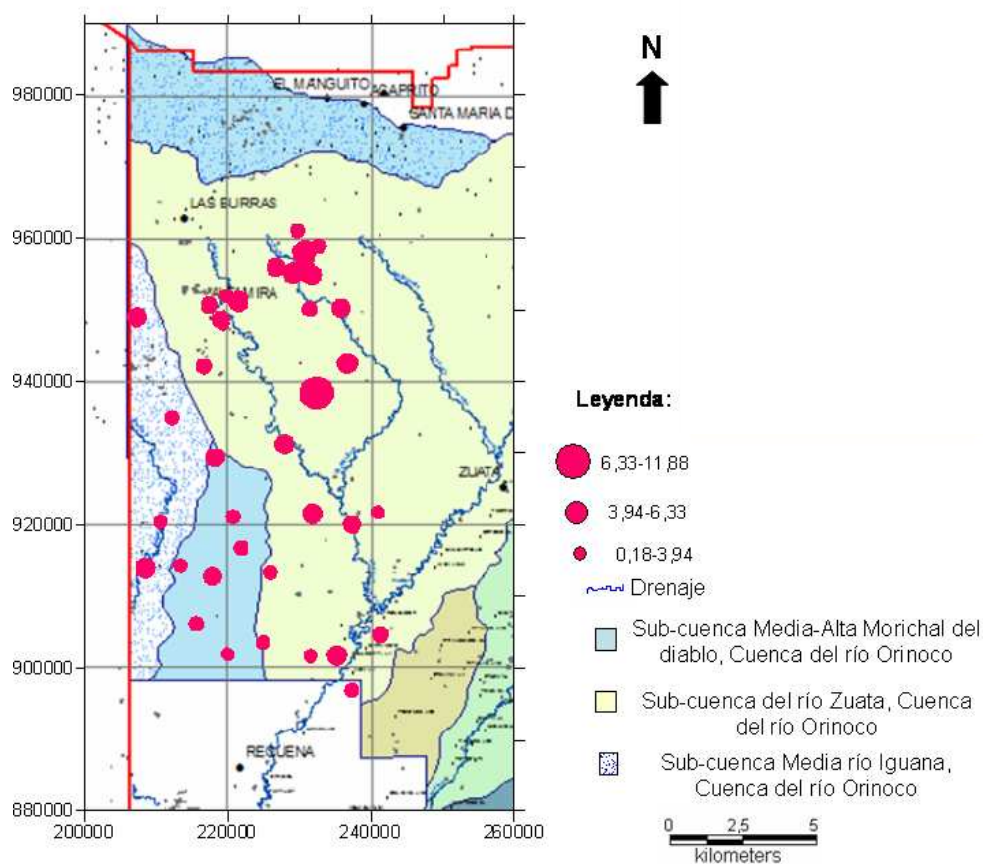 N
980000
960000
940000
920000
900000
880000
200000
220000
240000
260000
EL MANGUITO
AGAPRITO
SANTA MARIA D
LAS BURRAS
ZUATA
REQUENA
Leyenda:
6,33-11,88
3,94-6,33
0,18-3,94
Drenaje
Sub-cuenca Media-Alta Morichal del
diablo, Cuenca del río Orinoco
Sub-cuenca del río Zuata, Cuenca
del río Orinoco
Sub-cuenca Media río Iguana,
Cuenca del río Orinoco
0 2,5 5
kilometers